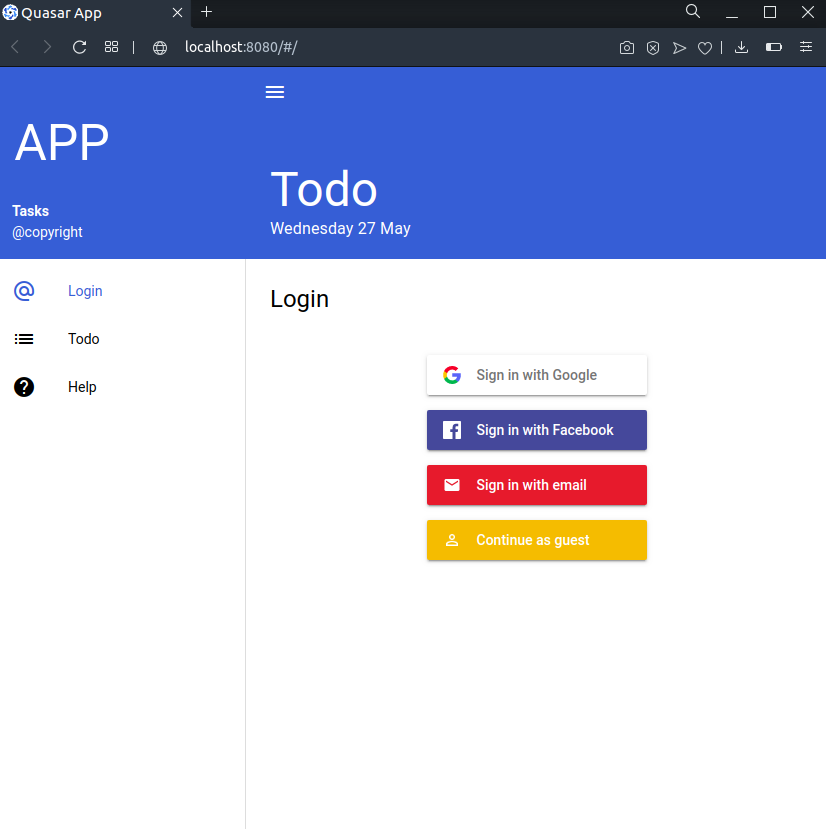 Quasar App
localhost:8080/#/
APP
Tasks
@copyright
Todo
Wednesday 27 May
Login
Todo
Help
Login
Sign in with Google
Sign in with Facebook
Sign in with email
Continue as guest